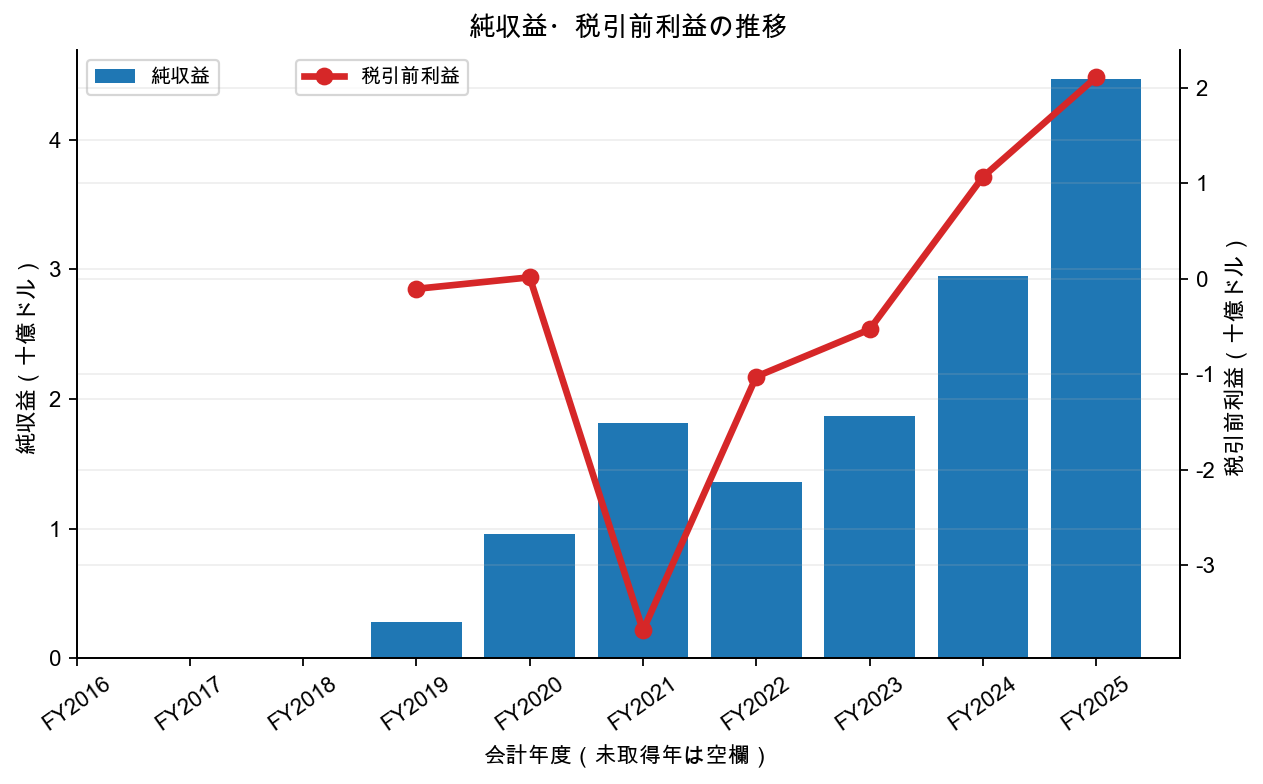 純収益・ 税引前利益の推移
純収益
税引前利益
純収益 ( 十億ドル )
4
3
2
1
0
2
1
0
-1
-2
-3
税引前利益 ( 十億ドル )
FY2016
FY2017
FY2018
FY2019
FY2020
FY2021
FY2022
FY2023
FY2024
FY2025
会計年度 ( 未取得年は空欄 )